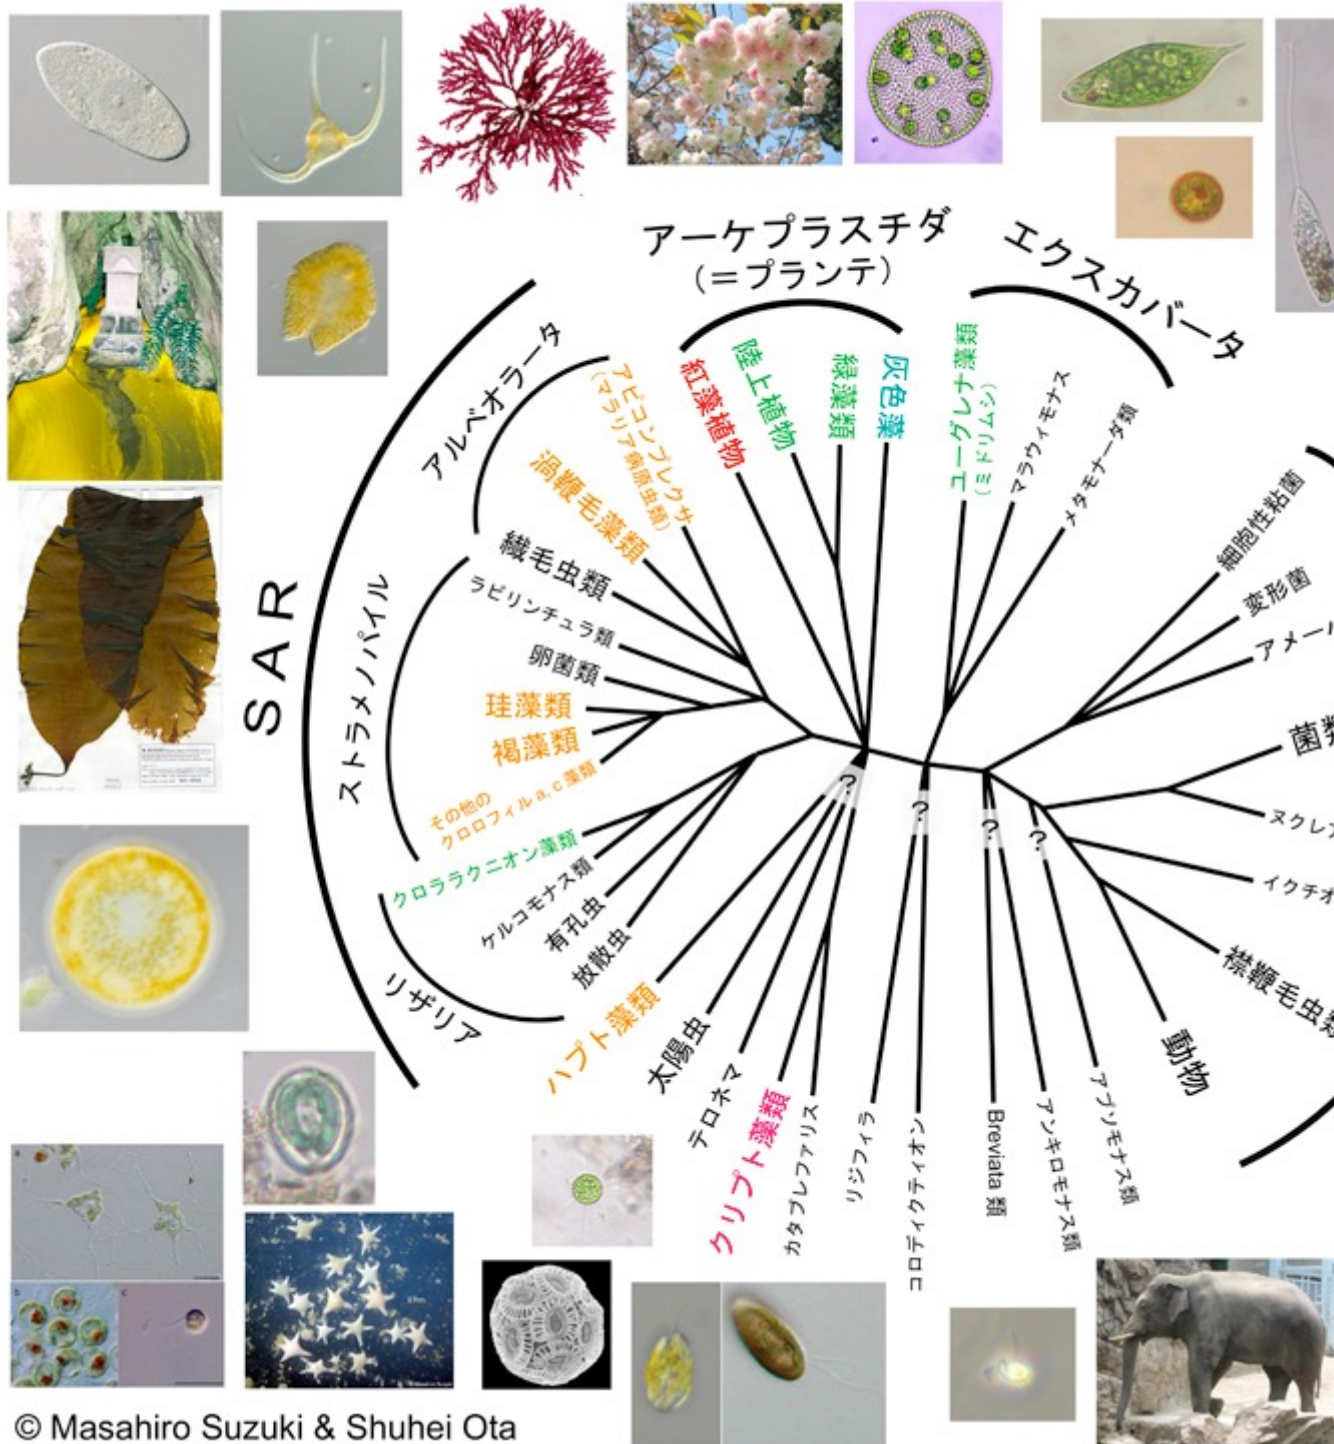 アーケプラスチダ
(=プランテ)
エクスカバータ
SAR
アルベオラータ
ストラメノパイル
リザリア
アピコンプレクサ
(マラリア病原虫類)
渦鞭毛藻類
繊毛虫類
ラビリンチュラ類
卵菌類
珪藻類
褐藻類
その他の
クロロフィル a, c 藻類
クロララクニオン藻類
ケルコモナス類
有孔虫
放散虫
紅藻植物
陸上植物
緑藻類
灰色藻
ユーグレナ藻類
(ミドリムシ)
マラウィモナス
メタモナーダ類
細胞性粘菌
変形菌
アメー
菌類
ヌクレア
イクチオ
襟鞭毛虫類
動物
?
?
?
?
ハプト藻類
太陽虫
テロネマ
クリプト藻類
カタブレファリス
リジフィラ
コロディクティオン
Breviata 類
アンキロモナス類
アプソモナス類
© Masahiro Suzuki & Shuhei Ota